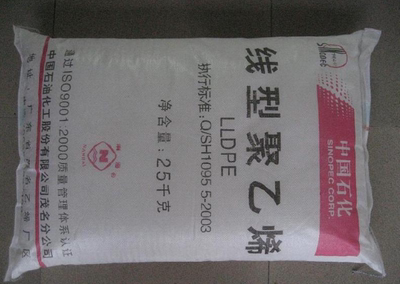 Sinopec
中国石化
SINOPEC CORP.
线型聚乙烯
LLDPE
协行标准：Q/SH1095 5-2003
净含量：25千克
通过ISO9001:2000质量管理体系认证
中国石油化工股份有限公司茂名分公司